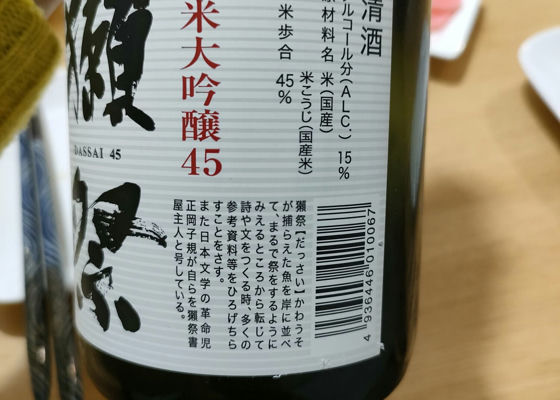 清酒
アルコール分(ALC.) 15%
原材料名 米(国産)
米こうじ(国産米)
米歩合 45%
米大吟醸45
獺祭
DASSAI 45
獺祭【だっさい】かわうそ
が捕らえた魚を岸に並べ
て、まるで祭をするように
みえるところから転じて
詩や文をつくる時、多くの
参考資料等をひろげちら
すことをさす。
また日本文学の革命児
正岡子規が自らを獺祭書
屋主人と号している。
4 936446 010067